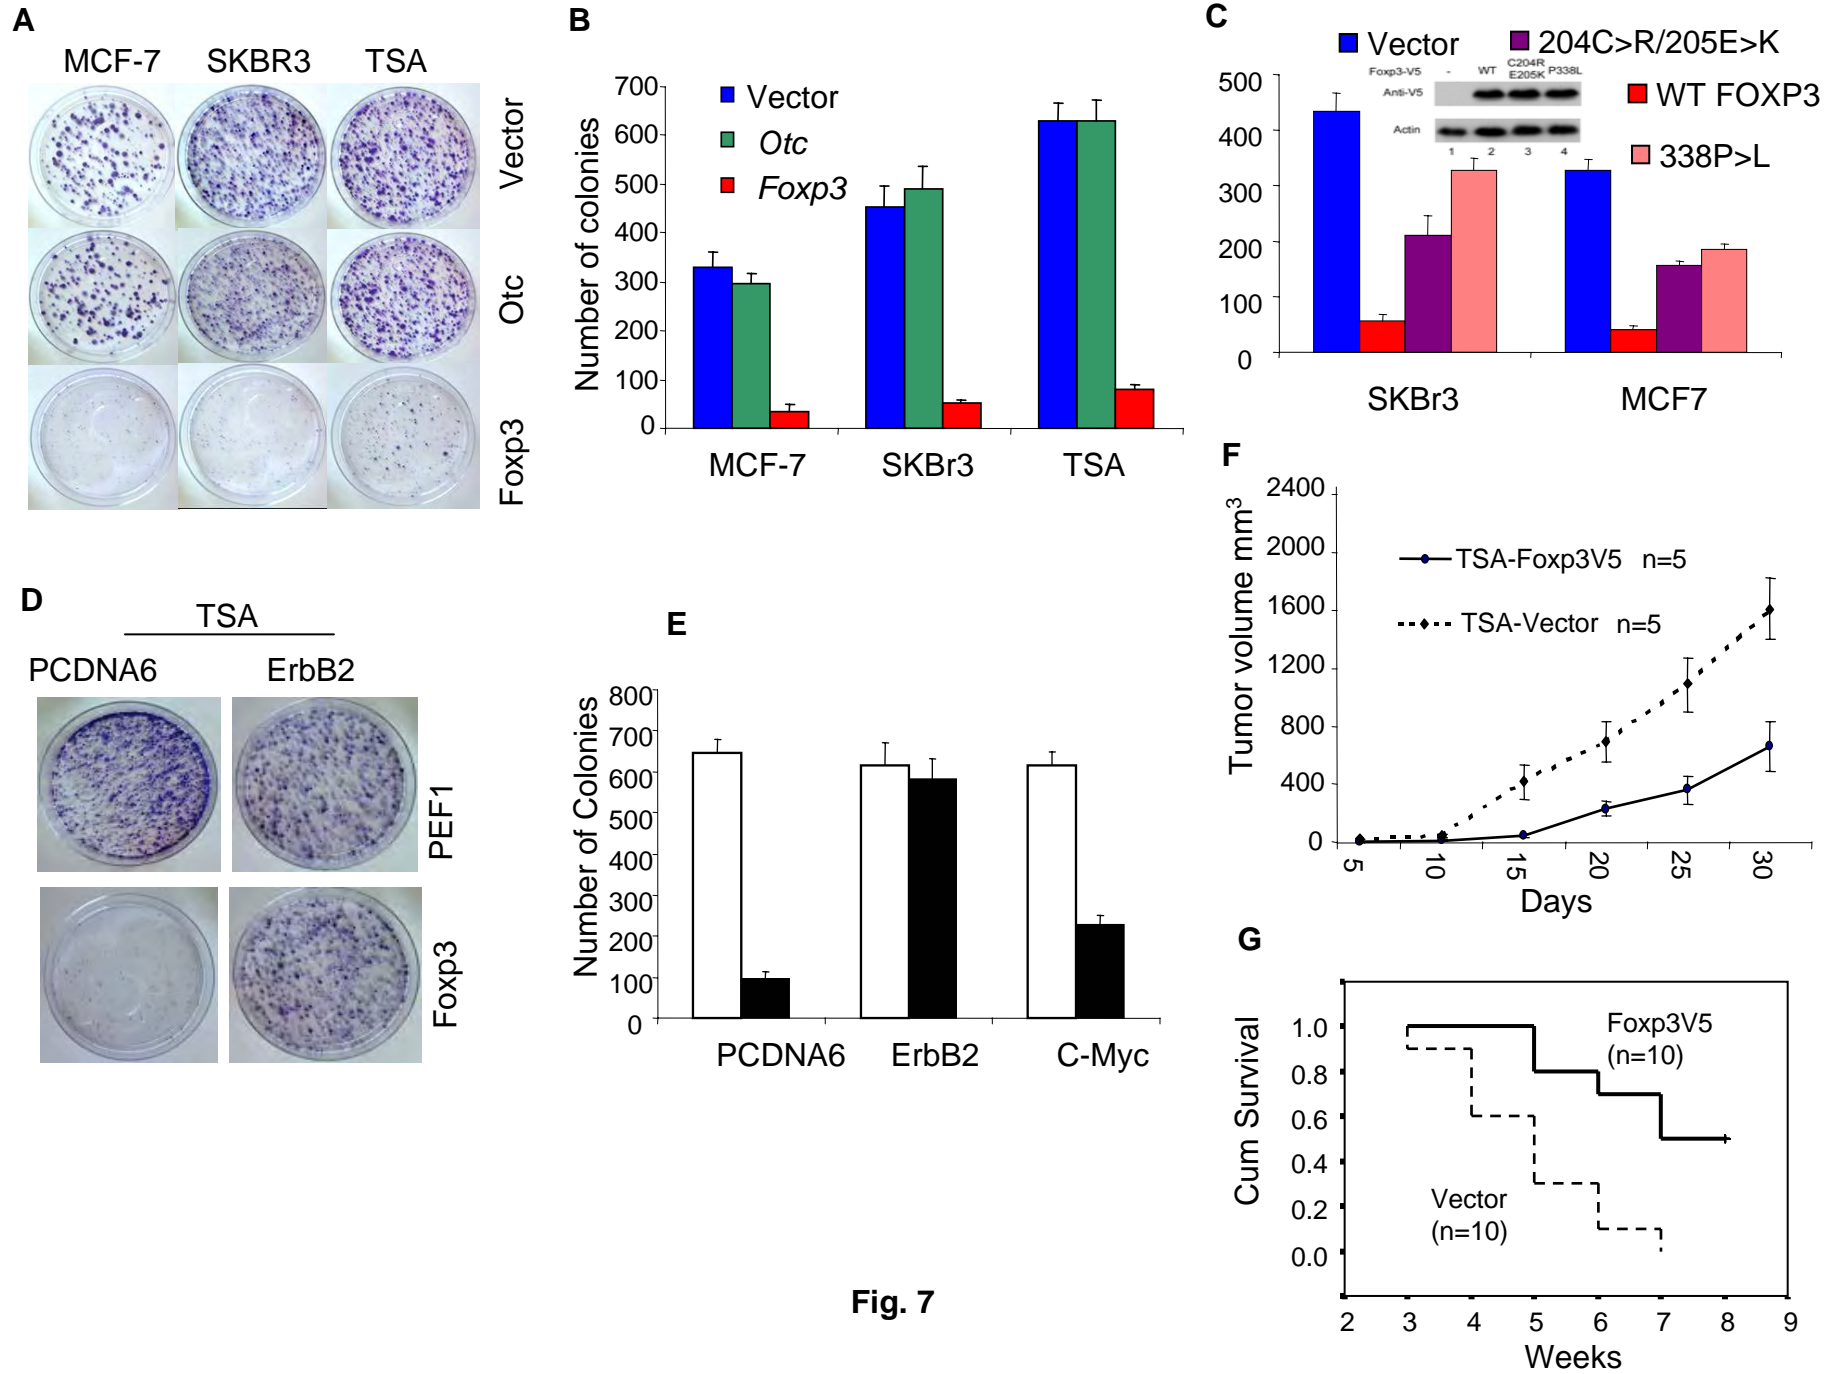 A
MCF-7 SKBR3 TSA
Vector
Otc
Foxp3
B
Number of colonies
700
600
500
400
300
200
100
0
Vector
Otc
Foxp3
MCF-7 SKBr3 TSA
C
Vector 204C>R/205E>K
WT FOXP3
338P>L
Foxp3-V5 - WT C204R E205K P338L
Anti-V5
Actin
1 2 3 4
500
400
300
200
100
0
SKBr3 MCF7
D
TSA
PCDNA6 ErbB2
PEF1
Foxp3
E
Number of Colonies
800
700
600
500
400
300
200
100
0
PCDNA6 ErbB2 C-Myc
F
Tumor volume mm3
2400
2000
1600
1200
800
400
0
TSA-Foxp3V5 n=5
TSA-Vector n=5
5 10 15 20 25 30
Days
G
Cum Survival
1.0
0.8
0.6
0.4
0.2
0.0
Foxp3V5
(n=10)
Vector
(n=10)
2 3 4 5 6 7 8 9
Weeks
Fig. 7